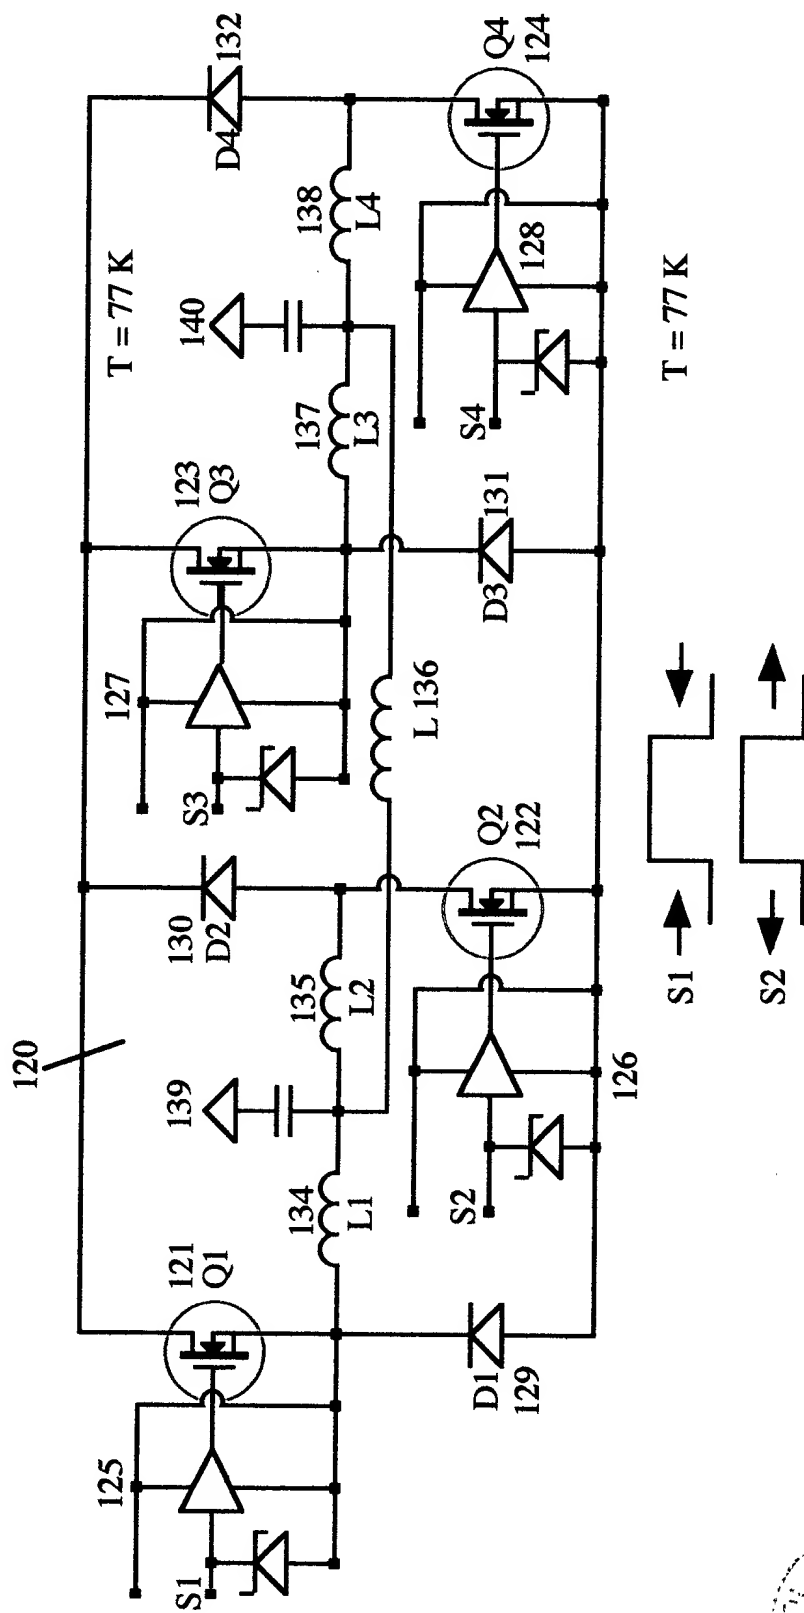 120
T = 77 K
D4
132
130
D2
123
Q3
127
S3
121
Q1
125
S1
139
140
134
L1
135
L2
137
L3
138
L4
L 136
Q4
124
128
S4
Q2
122
126
S2
D1
129
D3
131
T = 77 K
S1
S2